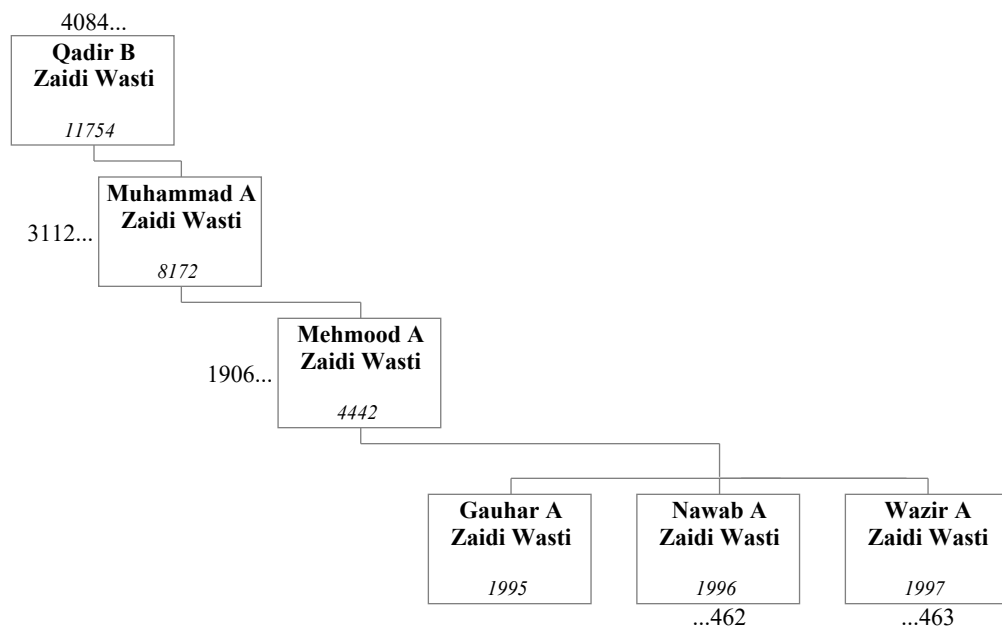 4084...
Qadir B
Zaidi Wasti
11754
Muhammad A
Zaidi Wasti
3112...
8172
Mehmood A
Zaidi Wasti
1906...
4442
Gauhar A
Zaidi Wasti
1995
Nawab A
Zaidi Wasti
1996
...462
Wazir A
Zaidi Wasti
1997
...463